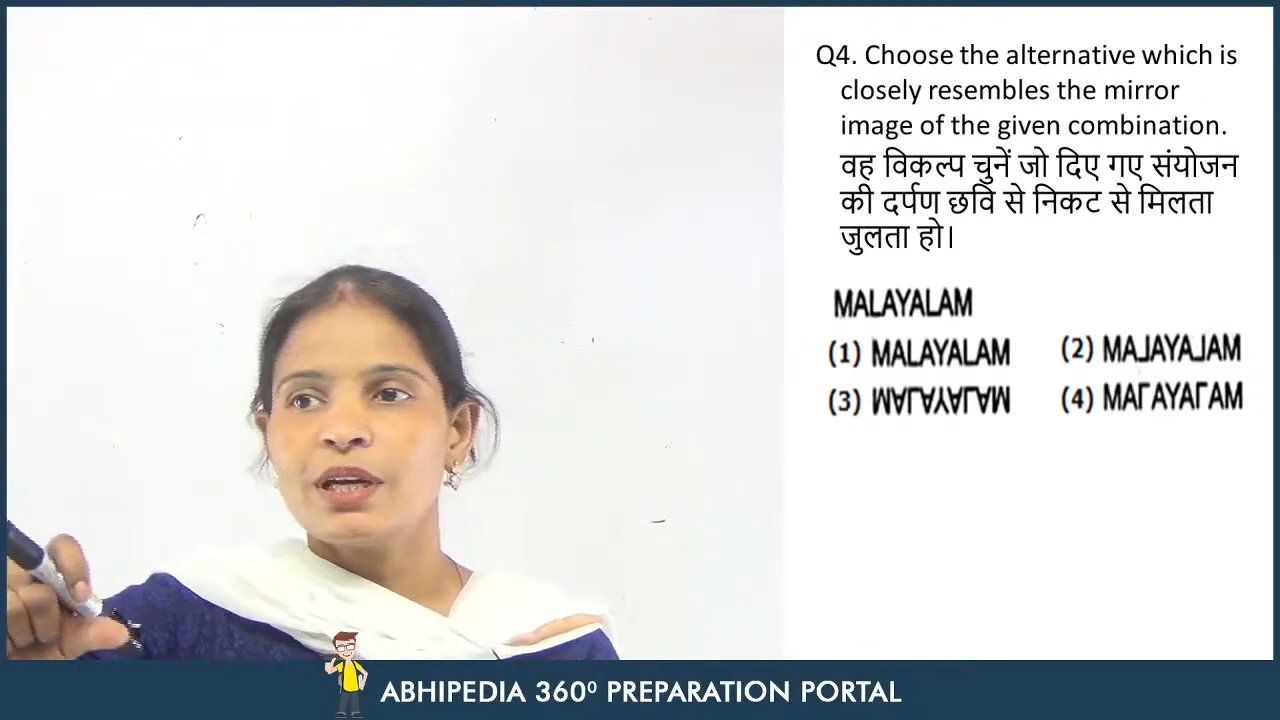 Q4. Choose the alternative which is
closely resembles the mirror
image of the given combination.
वह विकल्प चुनें जो दिए गए संयोजन
की दर्पण छवि से निकट से मिलता
जुलता हो।
MALAYALAM
(1) MALAYALAM (2) MAJAYAJAM
(3) W∀Γ∀⅄∀Γ∀W (4) MAΓAYAΓAM
ABHIPEDIA 360⁰ PREPARATION PORTAL